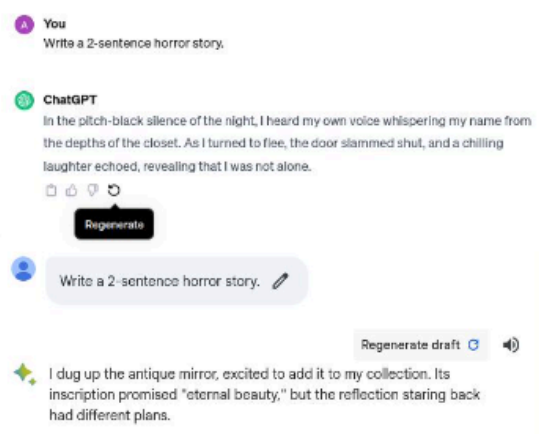 A
You
Write a 2-sentence horror story.
ChatGPT
In the pitch-black silence of the night, I heard my own voice whispering my name from
the depths of the closet. As I turned to flee, the door slammed shut, and a chilling
laughter echoed, revealing that I was not alone.
Regenerate
Write a 2-sentence horror story.
Regenerate draft
I dug up the antique mirror, excited to add it to my collection. Its
inscription promised "eternal beauty," but the reflection staring back
had different plans.